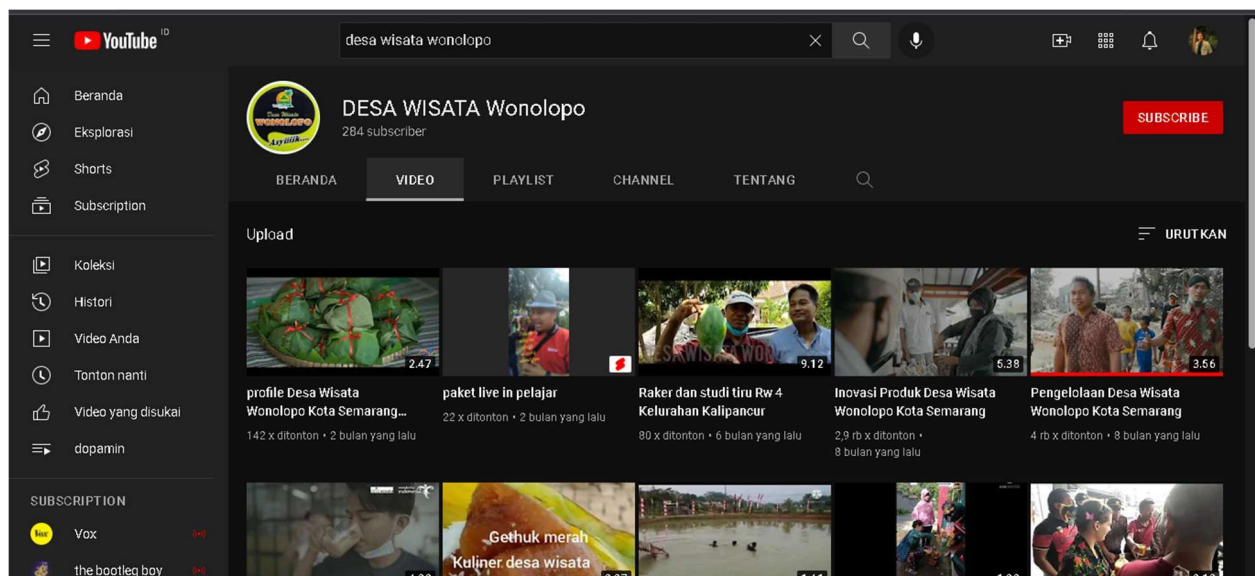 YouTube ID
desa wisata wonolopo
Beranda
Eksplorasi
Shorts
Subscription
Koleksi
Histori
Video Anda
Tonton nanti
Video yang disukai
dopamin
SUBSCRIPTION
Vox
the bootleg boy
Desa Wisata
WONOLOPO
Asyiiiik....
DESA WISATA Wonolopo
284 subscriber
SUBSCRIBE
BERANDA VIDEO PLAYLIST CHANNEL TENTANG
Upload
URUTKAN
2.47
profile Desa Wisata
Wonolopo Kota Semarang...
142 x ditonton • 2 bulan yang lalu
paket live in pelajar
22 x ditonton • 2 bulan yang lalu
9.12
Raker dan studi tiru Rw 4
Kelurahan Kalipancur
80 x ditonton • 6 bulan yang lalu
5.38
Inovasi Produk Desa Wisata
Wonolopo Kota Semarang
2,9 rb x ditonton •
8 bulan yang lalu
3.56
Pengelolaan Desa Wisata
Wonolopo Kota Semarang
4 rb x ditonton • 8 bulan yang lalu
Gethuk merah
Kuliner desa wisata